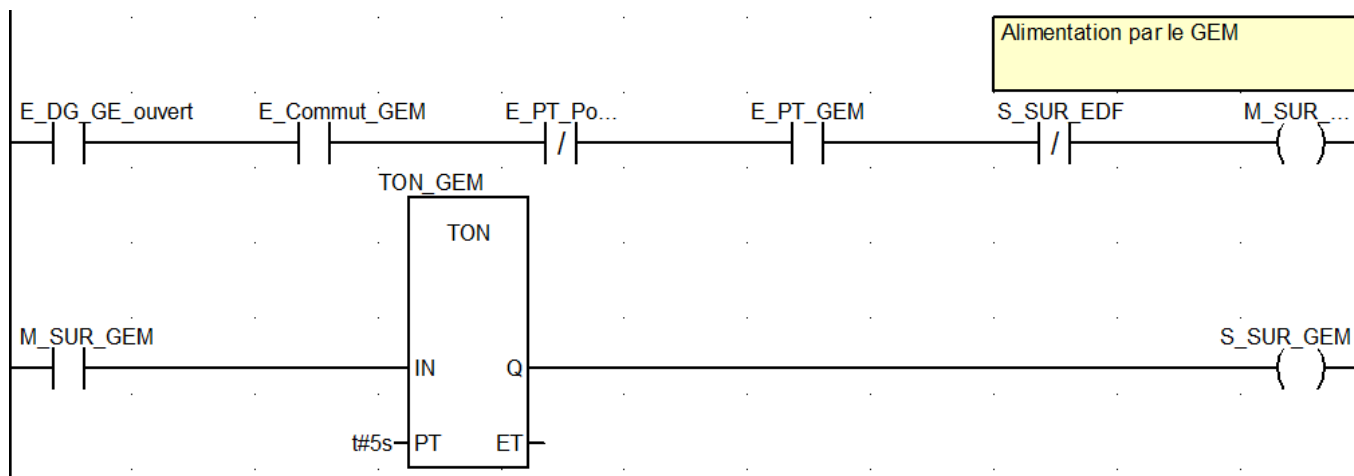 Alimentation par le GEM
E_DG_GE_ouvert E_Commut_GEM E_PT_Po... E_PT_GEM S_SUR_EDF M_SUR_...
/ /
TON_GEM
TON
M_SUR_GEM S_SUR_GEM
IN Q
t#5s PT ET